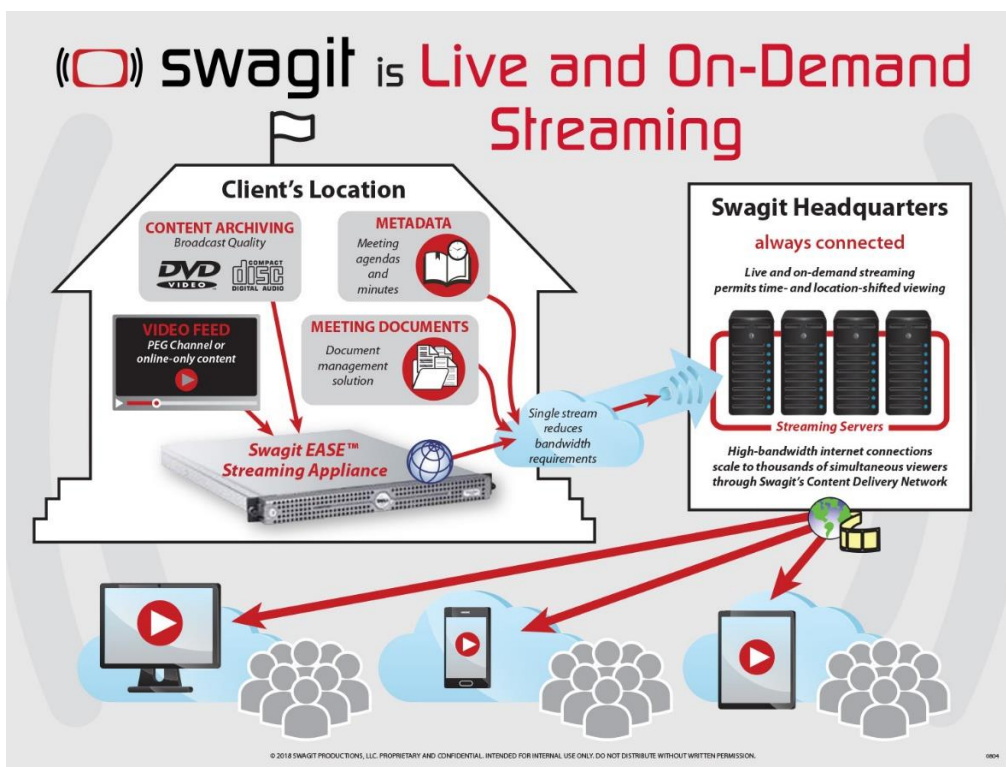 swagit is Live and On-Demand
Streaming
Client's Location
CONTENT ARCHIVING
Broadcast Quality
DVD
VIDEO
COMPACT
disc
DIGITAL AUDIO
METADATA
Meeting
agendas
and
minutes
VIDEO FEED
PEG Channel or
online-only content
MEETING DOCUMENTS
Document
management
solution
Swagit EASE™
Streaming Appliance
DELL
Single stream
reduces
bandwidth
requirements
Swagit Headquarters
always connected
Live and on-demand streaming
permits time- and location-shifted viewing
Streaming Servers
High-bandwidth internet connections
scale to thousands of simultaneous viewers
through Swagit's Content Delivery Network
© 2018 SWAGIT PRODUCTIONS, LLC. PROPRIETARY AND CONFIDENTIAL. INTENDED FOR INTERNAL USE ONLY. DO NOT DISTRIBUTE WITHOUT WRITTEN PERMISSION.
0804